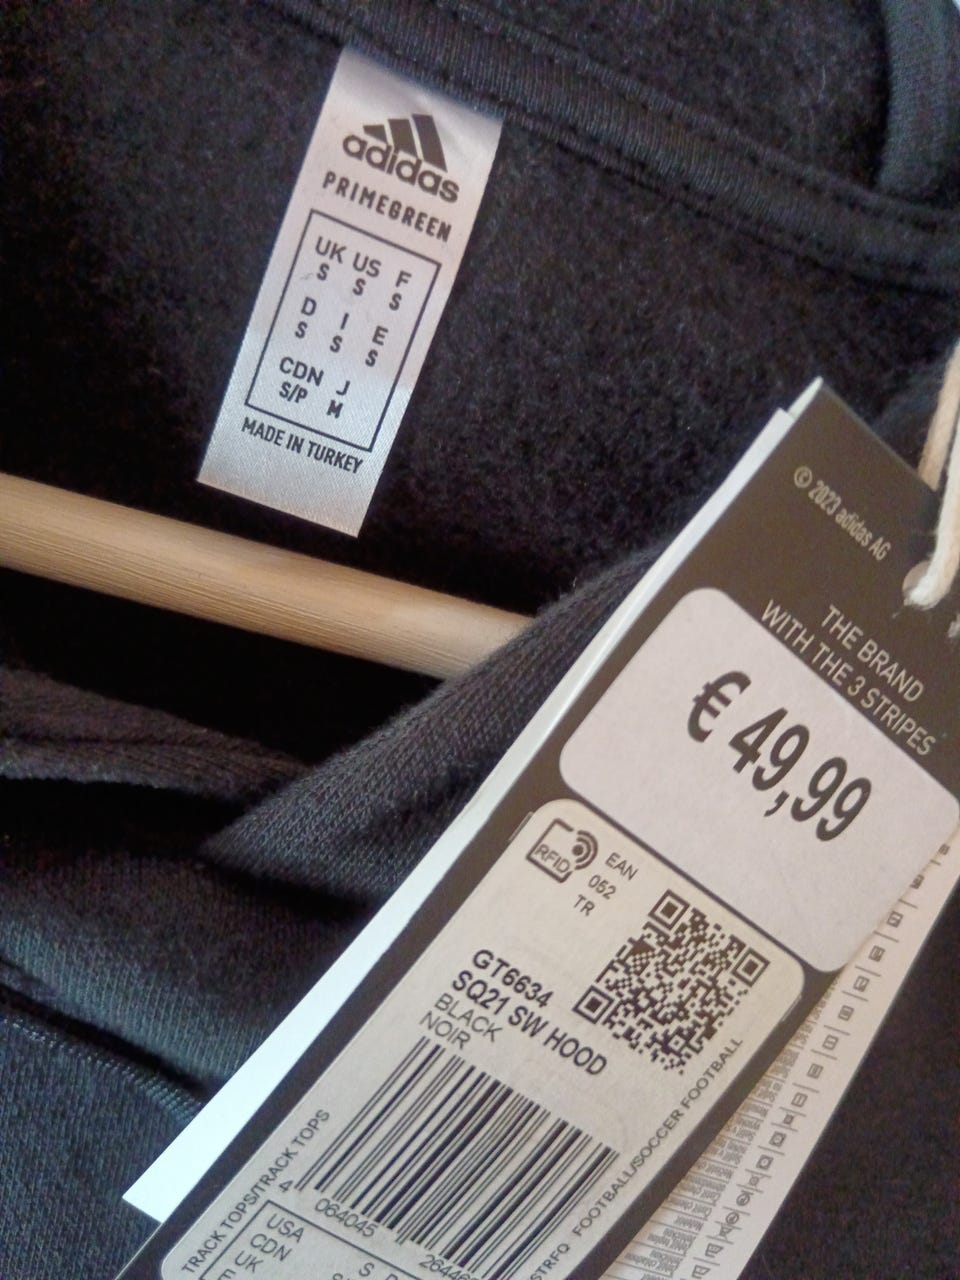 adidas
PRIMEGREEN
UK US F
S S S
D I E
S S S
CDN J
S/P M
MADE IN TURKEY
© 2023 adidas AG
THE BRAND
WITH THE 3 STRIPES
€ 49,99
RFID
EAN
052
TR
GT6634
SQ21 SW HOOD
BLACK
NOIR
FOOTBALL/SOCCER FOOTBALL
TRACK TOPS/TRACK TOPS
4 064045
STRFQ
USA S
CDN
UK